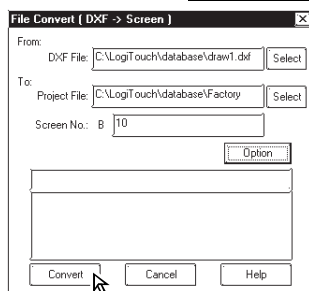 File Convert ( DXF -> Screen )
From:
DXF File: C:\LogiTouch\database\draw1.dxf Select
To:
Project File: C:\LogiTouch\database\Factory Select
Screen No.: B 10
Option
Convert Cancel Help